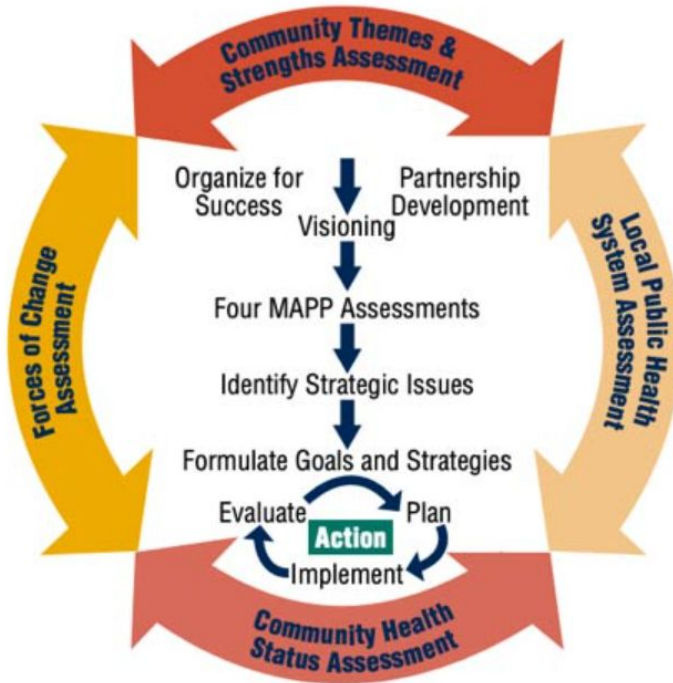 Community Themes &
Strengths Assessment
Organize for
Success
Partnership
Development
Visioning
Four MAPP Assessments
Identify Strategic Issues
Formulate Goals and Strategies
Evaluate
Plan
Action
Implement
Forces of Change
Assessment
Local Public Health
System Assessment
Community Health
Status Assessment